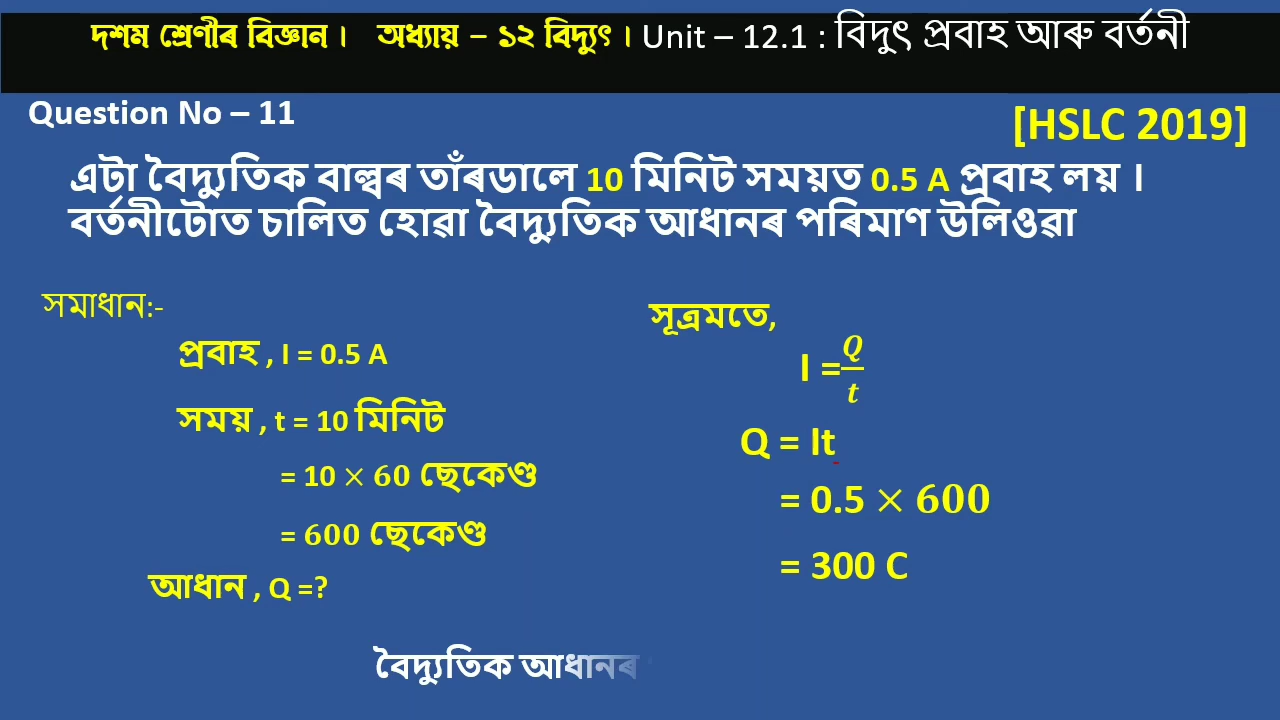 দশম শ্ৰেণীৰ বিজ্ঞান । অধ্যায় – ১২ বিদ্যুৎ । Unit – 12.1 : বিদুৎ প্ৰবাহ আৰু বৰ্তনী
Question No – 11
[HSLC 2019]
এটা বৈদ্যুতিক বাল্বৰ তাঁৰডালে 10 মিনিট সময়ত 0.5 A প্ৰবাহ লয় ।
বৰ্তনীটোত চালিত হোৱা বৈদ্যুতিক আধানৰ পৰিমাণ উলিওৱা
সমাধান:-
প্ৰবাহ , I = 0.5 A
সময় , t = 10 মিনিট
= 10 × 60 ছেকেণ্ড
= 600 ছেকেণ্ড
আধান , Q =?
সূত্ৰমতে,
I = Q/t
Q = It
= 0.5 × 600
= 300 C
বৈদ্যুতিক আধানৰ